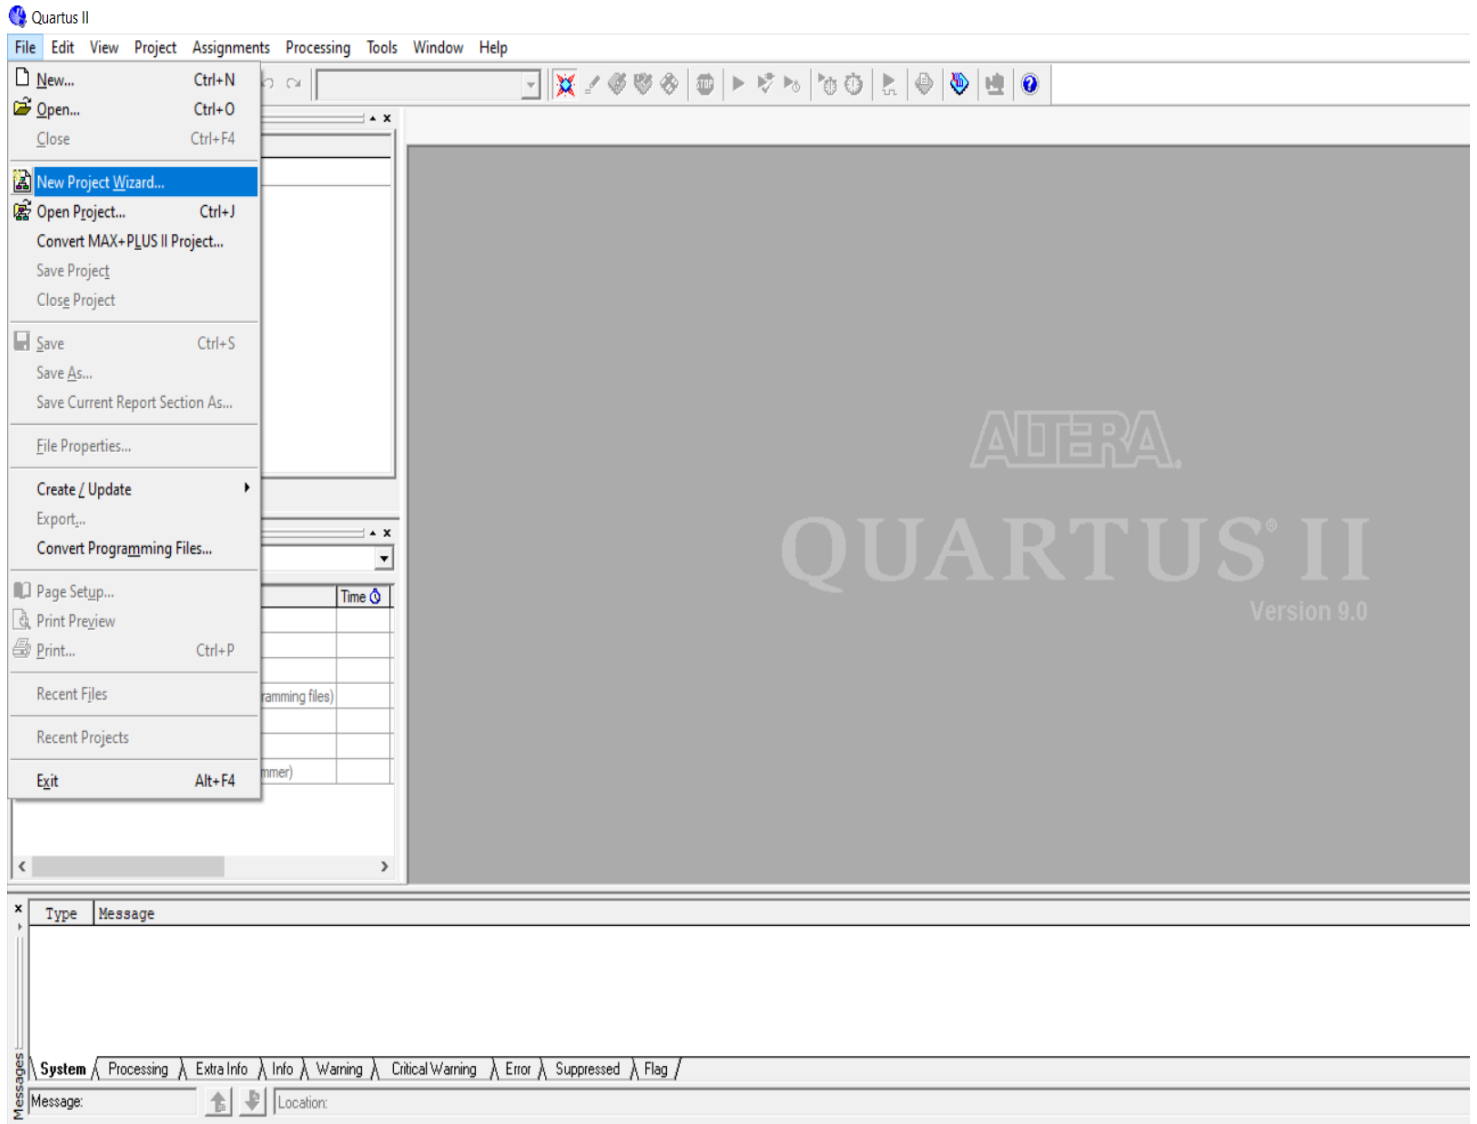 Quartus II
File Edit View Project Assignments Processing Tools Window Help
New... Ctrl+N
Open... Ctrl+O
Close Ctrl+F4
New Project Wizard...
Open Project... Ctrl+J
Convert MAX+PLUS II Project...
Save Project
Close Project
Save Ctrl+S
Save As...
Save Current Report Section As...
File Properties...
Create / Update
Export...
Convert Programming Files...
Page Setup...
Print Preview
Print... Ctrl+P
Recent Files
Recent Projects
Exit Alt+F4
STOP
Time
ramming files)
mmer)
ALTERA.
QUARTUS® II
Version 9.0
Type Message
System Processing Extra Info Info Warning Critical Warning Error Suppressed Flag
Message: Location:
Messages